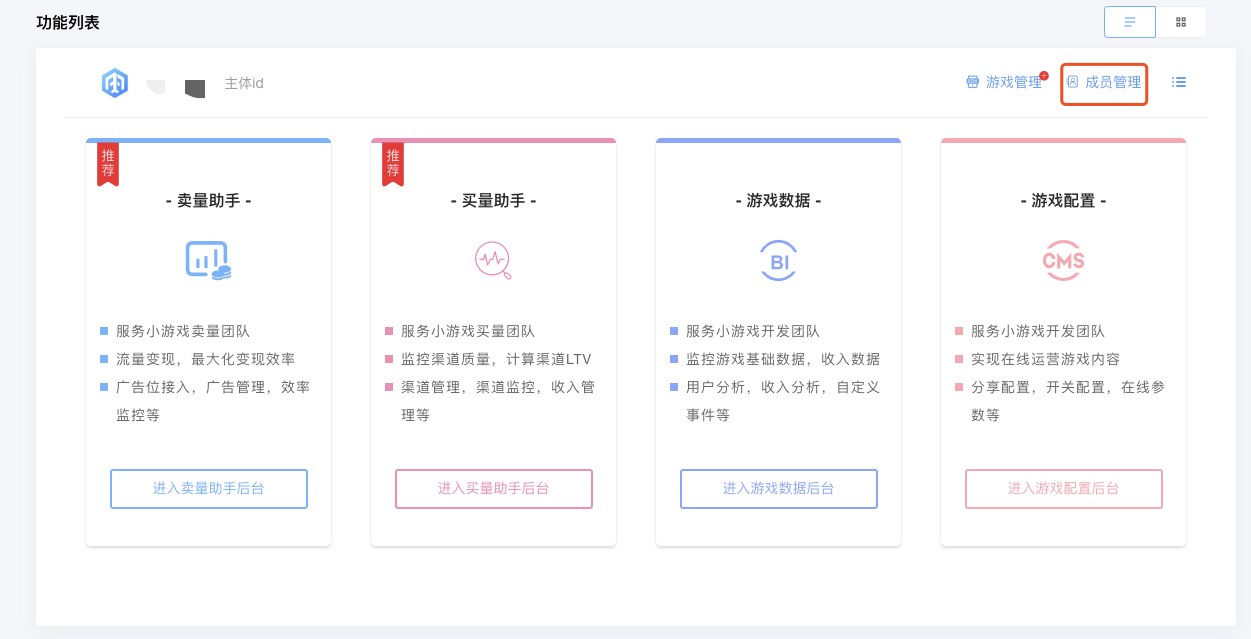 功能列表
主体id
游戏管理
成员管理
推荐
- 卖量助手 -
服务小游戏卖量团队
流量变现，最大化变现效率
广告位接入，广告管理，效率
监控等
进入卖量助手后台
推荐
- 买量助手 -
服务小游戏买量团队
监控渠道质量，计算渠道LTV
渠道管理，渠道监控，收入管
理等
进入买量助手后台
- 游戏数据 -
BI
服务小游戏开发团队
监控游戏基础数据，收入数据
用户分析，收入分析，自定义
事件等
进入游戏数据后台
- 游戏配置 -
CMS
服务小游戏开发团队
实现在线运营游戏内容
分享配置，开关配置，在线参
数等
进入游戏配置后台